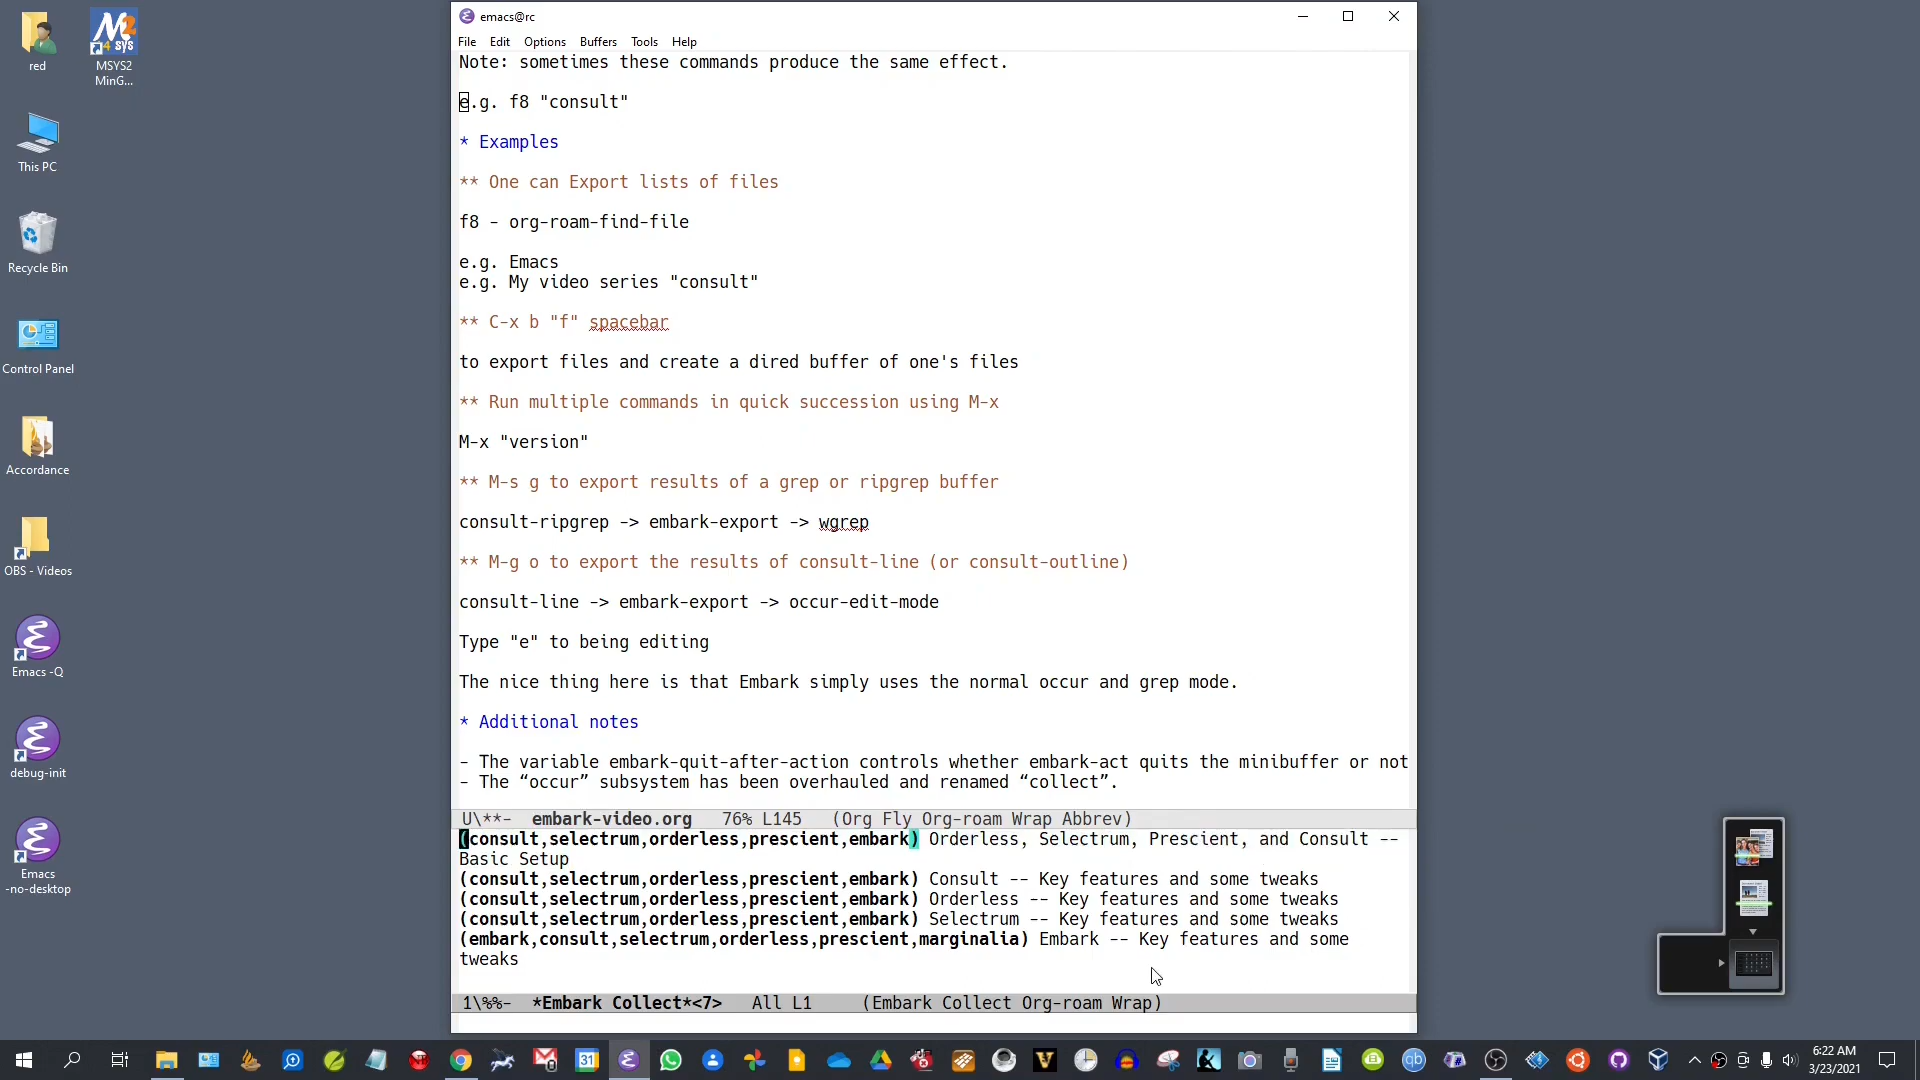 red
MSYS2
MinG...
This PC
Recycle Bin
Control Panel
Accordance
OBS - Videos
Emacs -Q
debug-init
Emacs
-no-desktop
emacs@rc
File Edit Options Buffers Tools Help
Note: sometimes these commands produce the same effect.
e.g. f8 "consult"
* Examples
** One can Export lists of files
f8 - org-roam-find-file
e.g. Emacs
e.g. My video series "consult"
** C-x b "f" spacebar
to export files and create a dired buffer of one's files
** Run multiple commands in quick succession using M-x
M-x "version"
** M-s g to export results of a grep or ripgrep buffer
consult-ripgrep -> embark-export -> wgrep
** M-g o to export the results of consult-line (or consult-outline)
consult-line -> embark-export -> occur-edit-mode
Type "e" to being editing
The nice thing here is that Embark simply uses the normal occur and grep mode.
* Additional notes
- The variable embark-quit-after-action controls whether embark-act quits the minibuffer or not
- The “occur” subsystem has been overhauled and renamed “collect”.
U\**- embark-video.org 76% L145 (Org Fly Org-roam Wrap Abbrev)
(consult,selectrum,orderless,prescient,embark) Orderless, Selectrum, Prescient, and Consult --
Basic Setup
(consult,selectrum,orderless,prescient,embark) Consult -- Key features and some tweaks
(consult,selectrum,orderless,prescient,embark) Orderless -- Key features and some tweaks
(consult,selectrum,orderless,prescient,embark) Selectrum -- Key features and some tweaks
(embark,consult,selectrum,orderless,prescient,marginalia) Embark -- Key features and some
tweaks
1\%%- *Embark Collect*<7> All L1 (Embark Collect Org-roam Wrap)
6:22 AM
3/23/2021